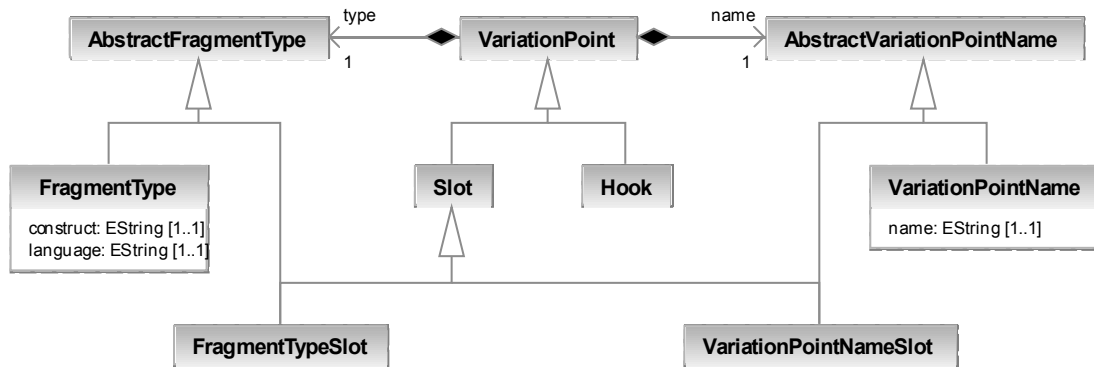 type
name
AbstractFragmentType
VariationPoint
AbstractVariationPointName
1
1
FragmentType
Slot
Hook
VariationPointName
construct: EString [1..1]
language: EString [1..1]
name: EString [1..1]
FragmentTypeSlot
VariationPointNameSlot